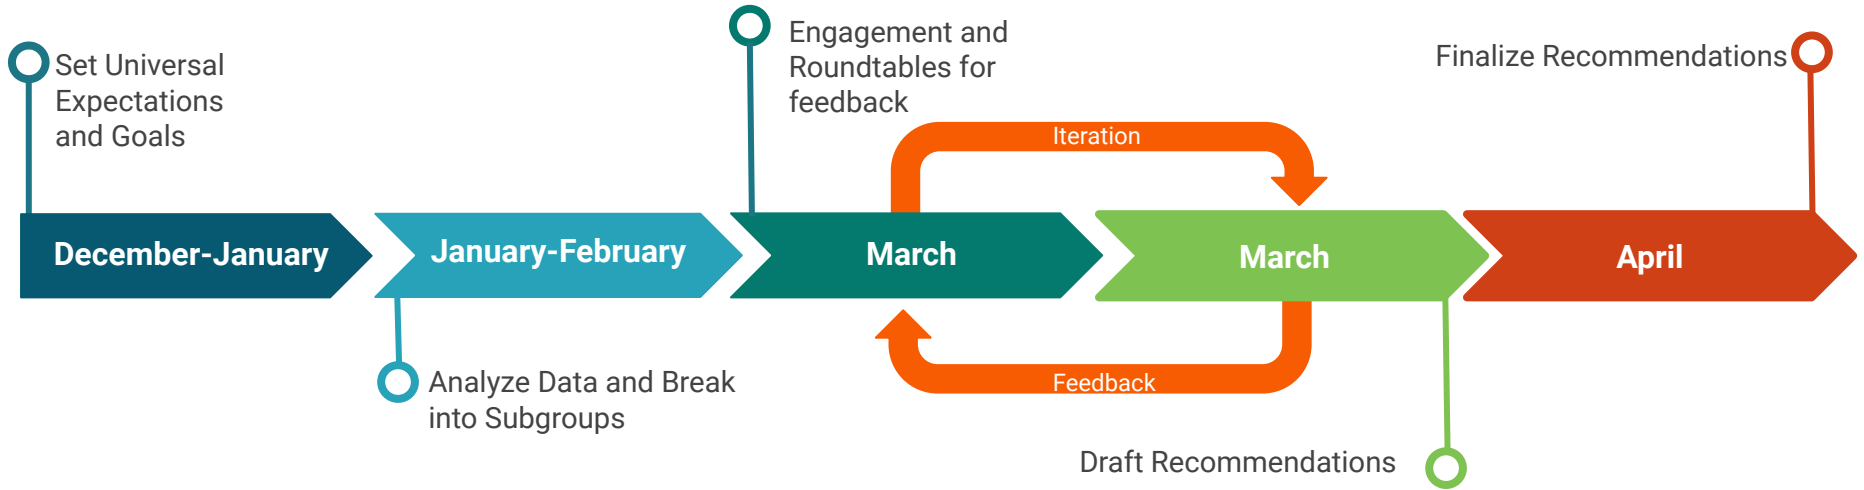 Set Universal
Expectations
and Goals
Engagement and
Roundtables for
feedback
Finalize Recommendations
Iteration
December-January
January-February
March
March
April
Feedback
Analyze Data and Break
into Subgroups
Draft Recommendations